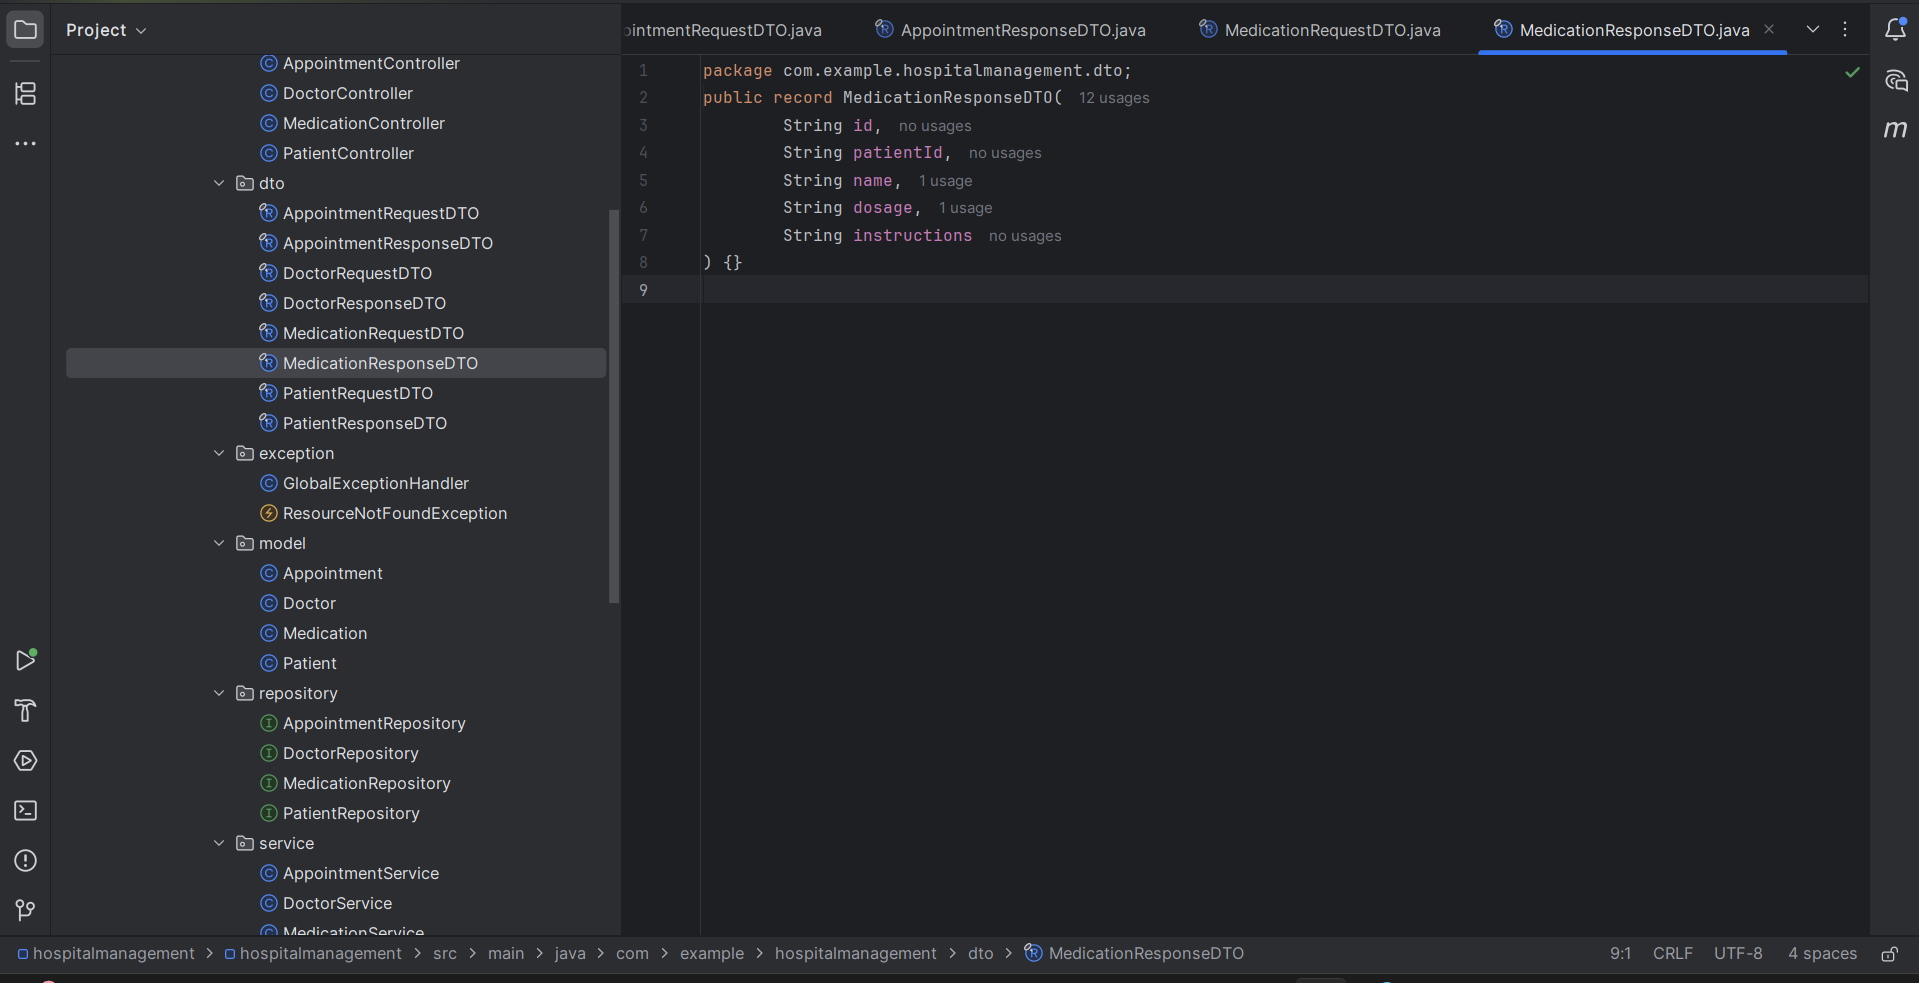 Project
AppointmentController
DoctorController
MedicationController
PatientController
dto
AppointmentRequestDTO
AppointmentResponseDTO
DoctorRequestDTO
DoctorResponseDTO
MedicationRequestDTO
MedicationResponseDTO
PatientRequestDTO
PatientResponseDTO
exception
GlobalExceptionHandler
ResourceNotFoundException
model
Appointment
Doctor
Medication
Patient
repository
AppointmentRepository
DoctorRepository
MedicationRepository
PatientRepository
service
AppointmentService
DoctorService
MedicationService
ointmentRequestDTO.java AppointmentResponseDTO.java MedicationRequestDTO.java MedicationResponseDTO.java
1 package com.example.hospitalmanagement.dto;
2 public record MedicationResponseDTO( 12 usages
3 String id, no usages
4 String patientId, no usages
5 String name, 1 usage
6 String dosage, 1 usage
7 String instructions no usages
8 ) {}
9
m
hospitalmanagement > hospitalmanagement > src > main > java > com > example > hospitalmanagement > dto > MedicationResponseDTO 9:1 CRLF UTF-8 4 spaces